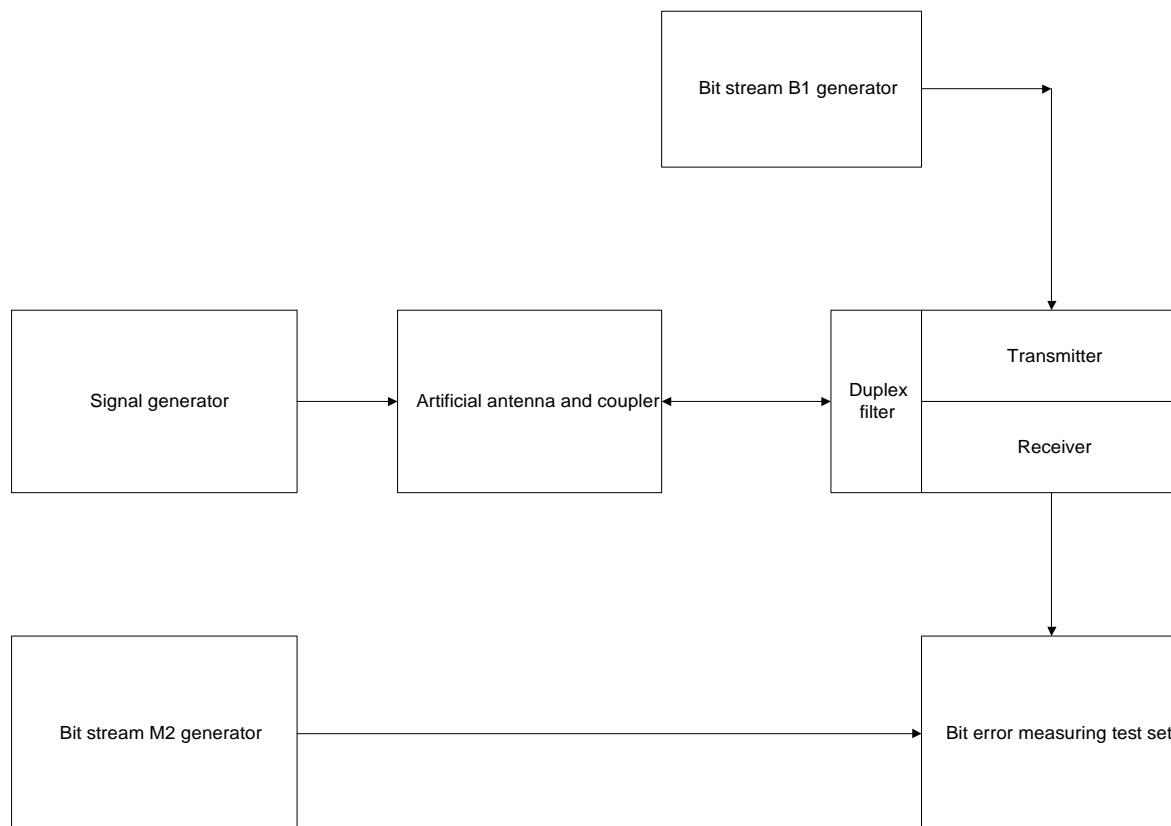 Bit stream B1 generator
Transmitter
Signal generator
Artificial antenna and coupler
Duplex
filter
Receiver
Bit stream M2 generator
Bit error measuring test set